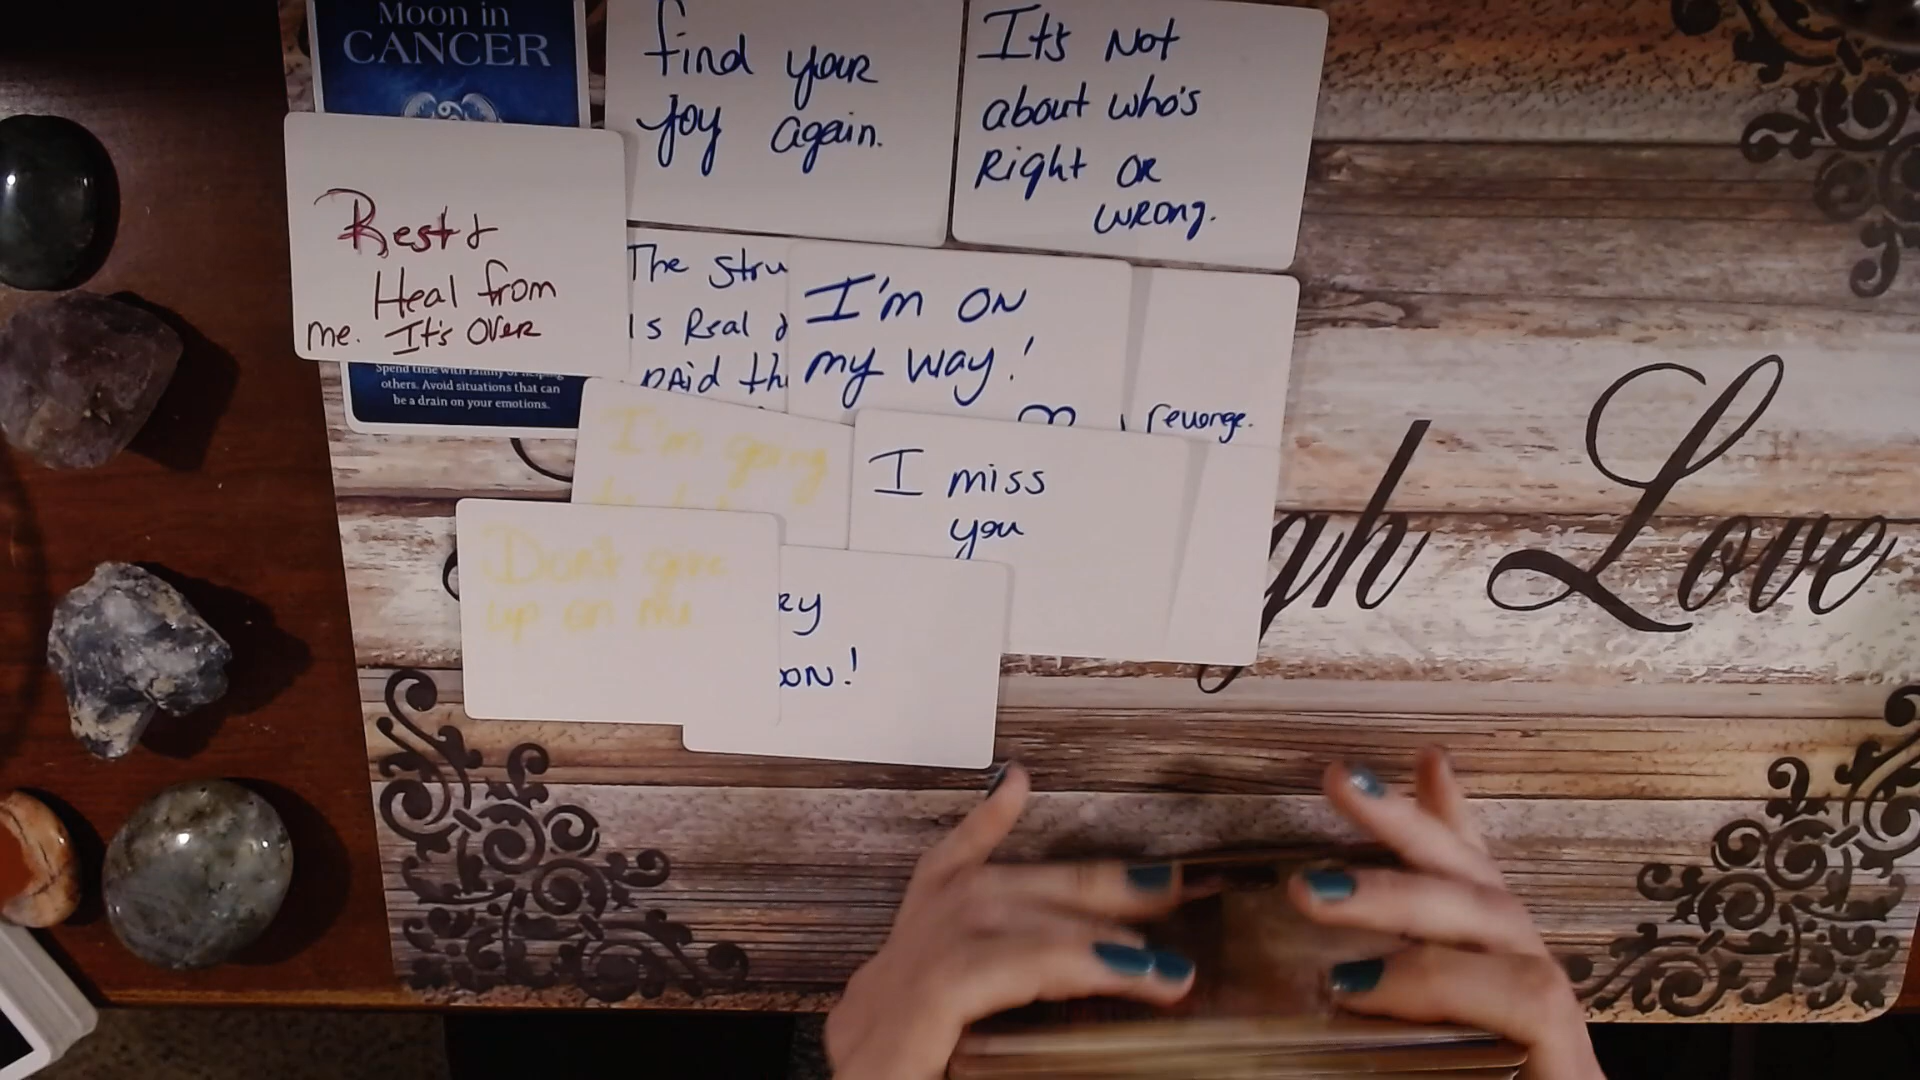 Moon in
CANCER
find your
Joy again.
It's Not
about who's
Right OR
wrong.
Rest &
Heal from
me. It's Over
The Stru
Is Real &
paid th
I'm ON
my way!
revenge.
Spend time with family or helping
others. Avoid situations that can
be a drain on your emotions.
I'm going
I miss
you
Don't give
up on me
RY
ON!
gh Love